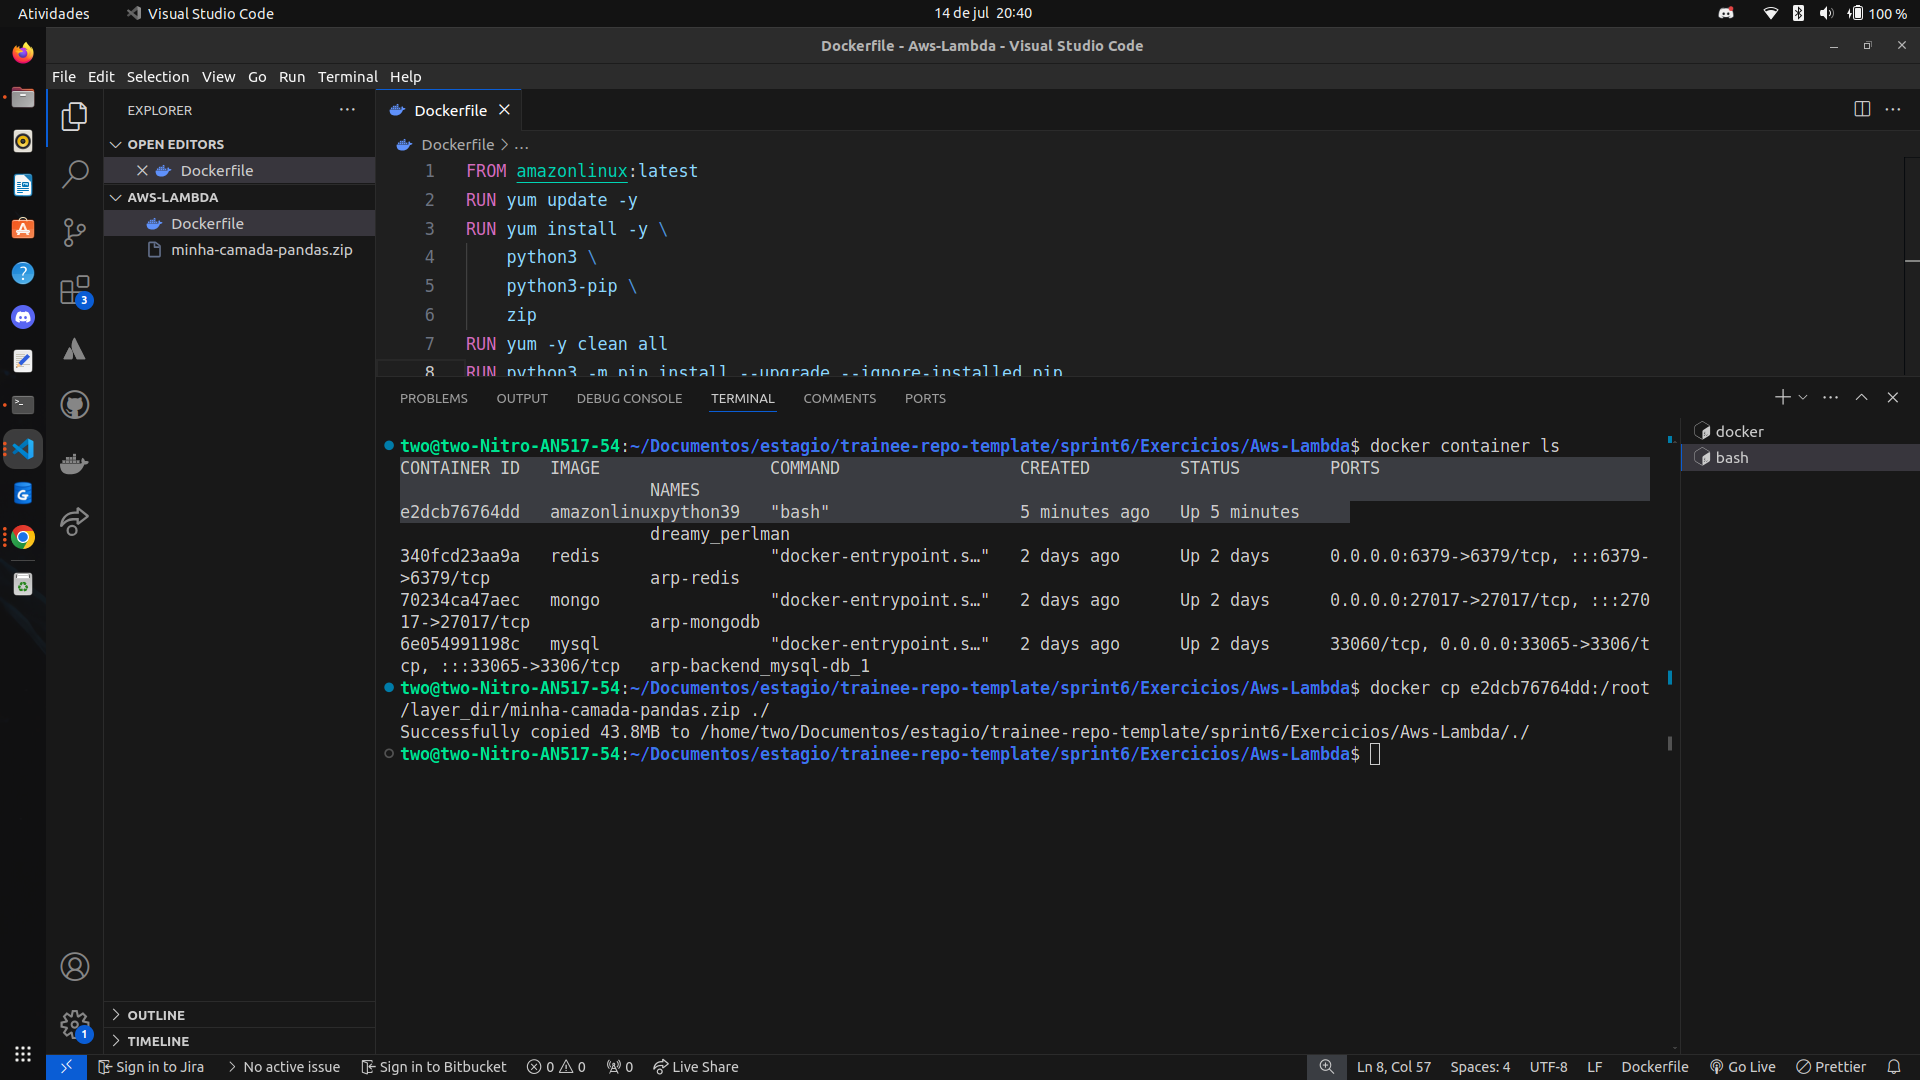 Atividades
Visual Studio Code
14 de jul  20:40
100 %
Dockerfile - Aws-Lambda - Visual Studio Code
File Edit Selection View Go Run Terminal Help
EXPLORER
OPEN EDITORS
Dockerfile
AWS-LAMBDA
Dockerfile
minha-camada-pandas.zip
3
OUTLINE
TIMELINE
1
Dockerfile
Dockerfile > ...
1 FROM amazonlinux:latest
2 RUN yum update -y
3 RUN yum install -y \
4 python3 \
5 python3-pip \
6 zip
7 RUN yum -y clean all
8 RUN python3 -m pip install --upgrade --ignore-installed pip
PROBLEMS OUTPUT DEBUG CONSOLE TERMINAL COMMENTS PORTS
two@two-Nitro-AN517-54:~/Documentos/estagio/trainee-repo-template/sprint6/Exercicios/Aws-Lambda$ docker container ls
CONTAINER ID   IMAGE                 COMMAND                  CREATED         STATUS         PORTS
NAMES
e2dcb76764dd   amazonlinuxpython39   "bash"                   5 minutes ago   Up 5 minutes
dreamy_perlman
340fcd23aa9a   redis                 "docker-entrypoint.s…"   2 days ago      Up 2 days      0.0.0.0:6379->6379/tcp, :::6379-
>6379/tcp                arp-redis
70234ca47aec   mongo                 "docker-entrypoint.s…"   2 days ago      Up 2 days      0.0.0.0:27017->27017/tcp, :::270
17->27017/tcp            arp-mongodb
6e054991198c   mysql                 "docker-entrypoint.s…"   2 days ago      Up 2 days      33060/tcp, 0.0.0.0:33065->3306/t
cp, :::33065->3306/tcp   arp-backend_mysql-db_1
two@two-Nitro-AN517-54:~/Documentos/estagio/trainee-repo-template/sprint6/Exercicios/Aws-Lambda$ docker cp e2dcb76764dd:/root
/layer_dir/minha-camada-pandas.zip ./
Successfully copied 43.8MB to /home/two/Documentos/estagio/trainee-repo-template/sprint6/Exercicios/Aws-Lambda/./
two@two-Nitro-AN517-54:~/Documentos/estagio/trainee-repo-template/sprint6/Exercicios/Aws-Lambda$
docker
bash
Sign in to Jira > No active issue Sign in to Bitbucket 0 0 0 Live Share Ln 8, Col 57 Spaces: 4 UTF-8 LF Dockerfile Go Live Prettier